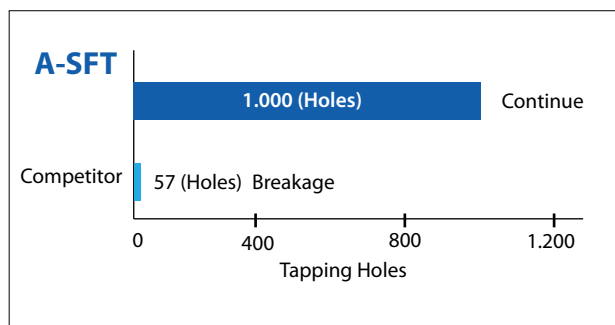 A-SFT
1.000 (Holes)
Continue
Competitor
57 (Holes) Breakage
0
400
800
1.200
Tapping Holes